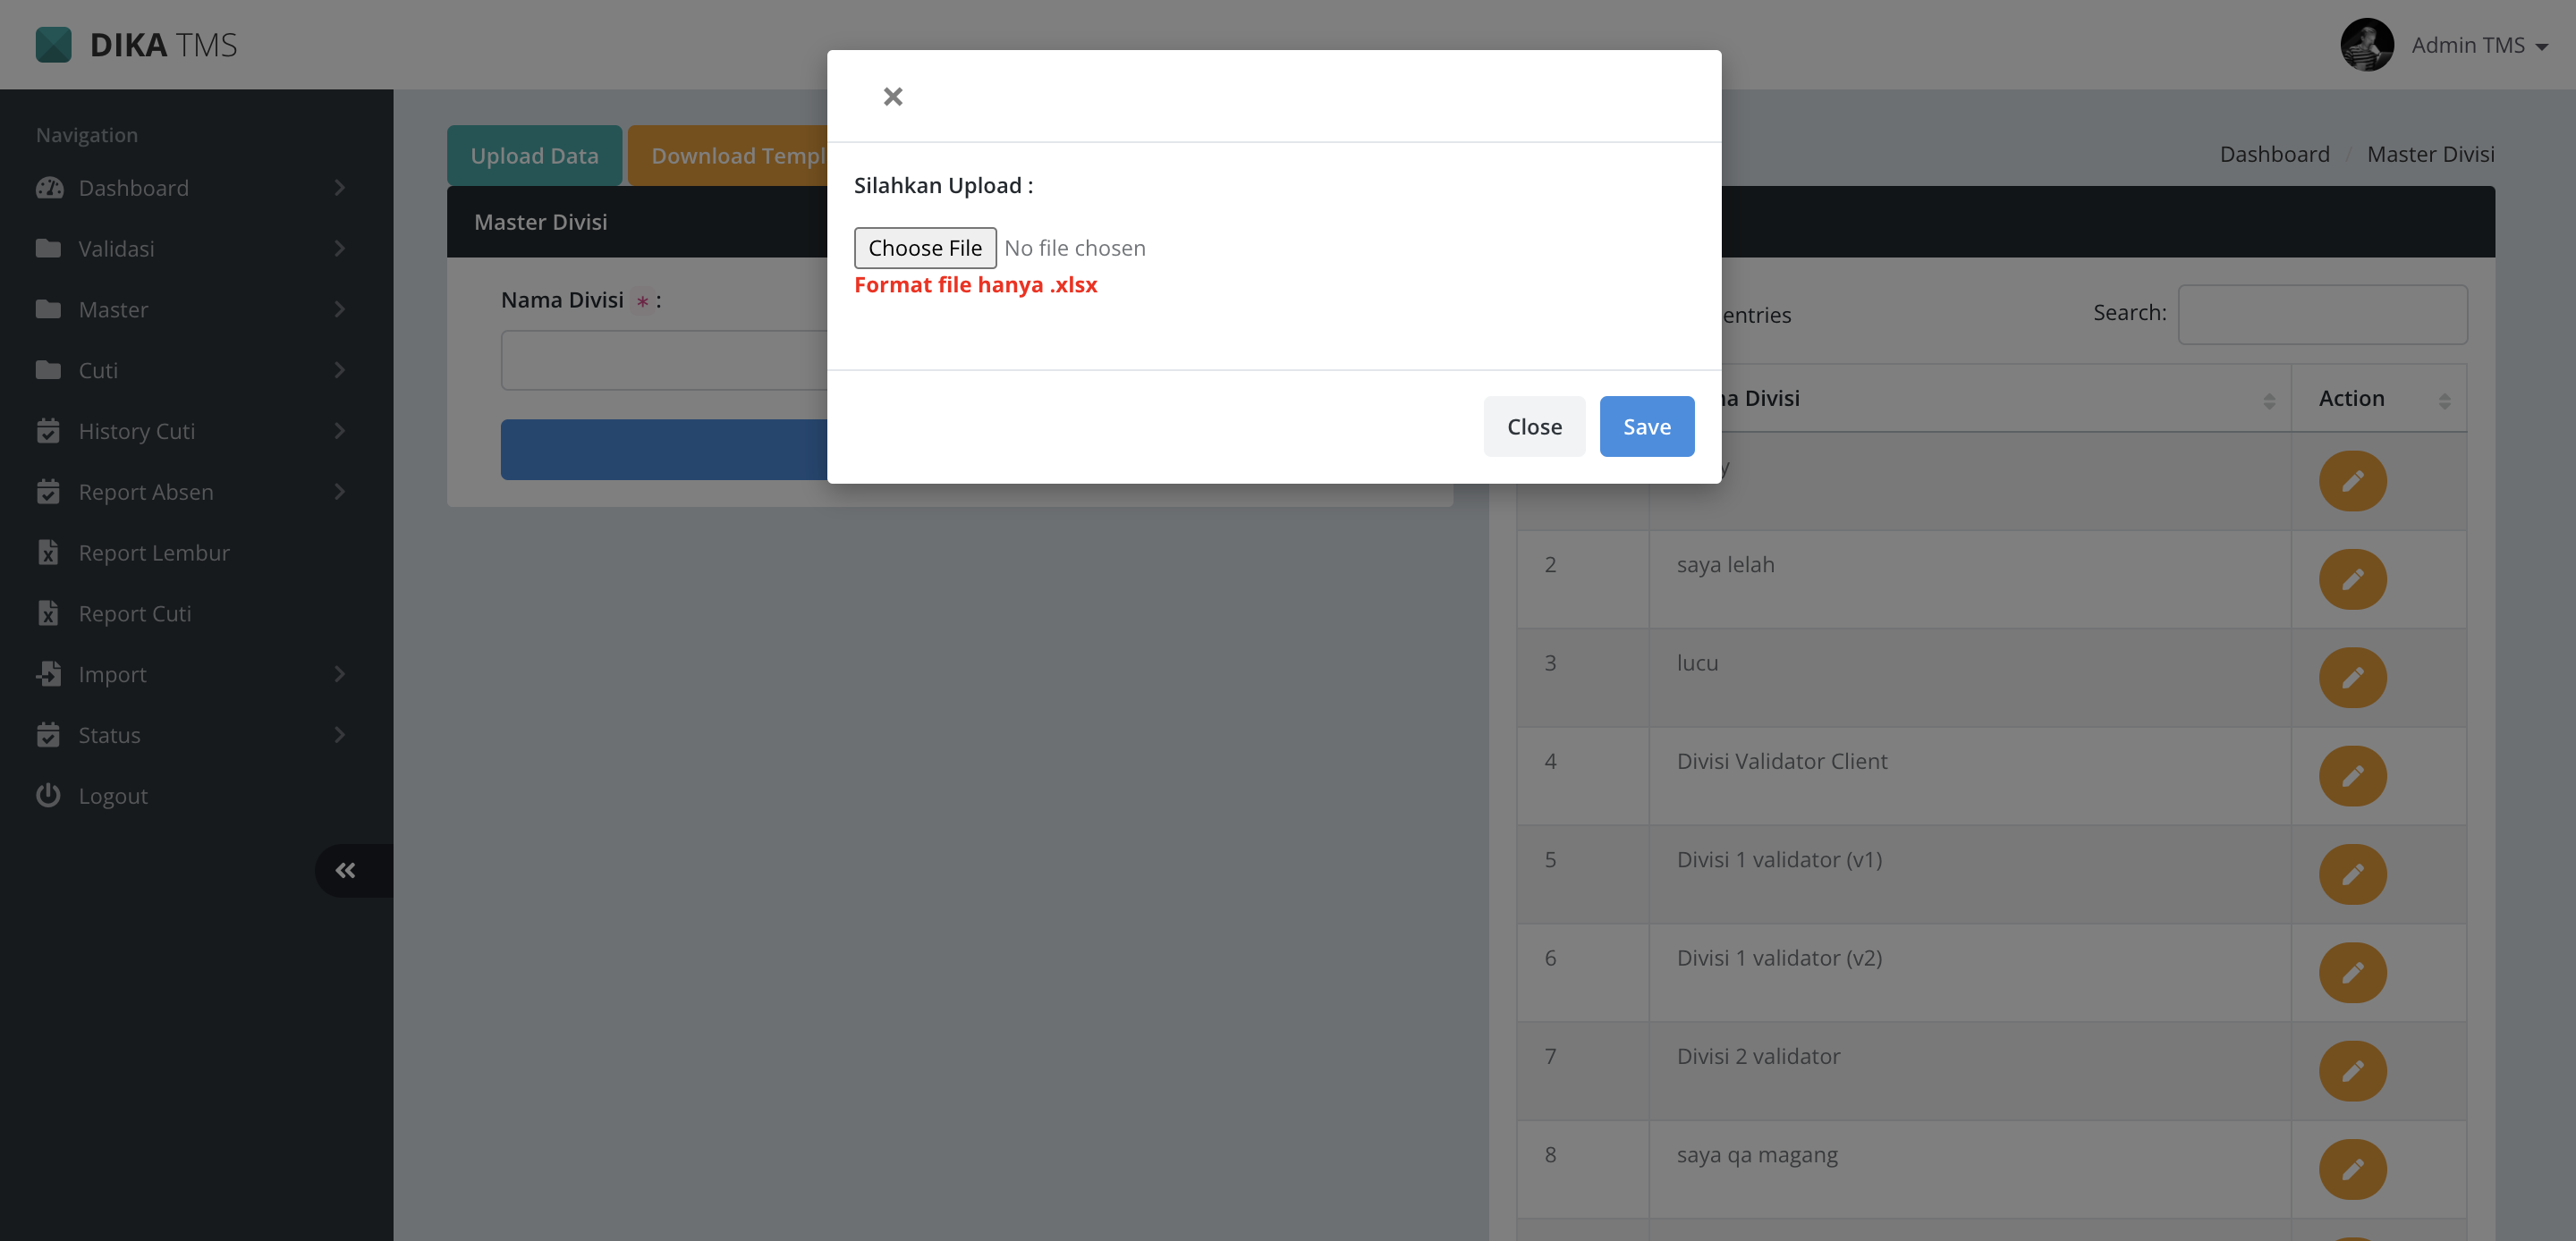 DIKA TMS
Admin TMS
Navigation
Dashboard
Validasi
Master
Cuti
History Cuti
Report Absen
Report Lembur
Report Cuti
Import
Status
Logout
Upload Data
Download Templ
Dashboard / Master Divisi
Master Divisi
Nama Divisi * :
×
Silahkan Upload :
Choose File No file chosen
Format file hanya .xlsx
Close
Save
entries
Search:
a Divisi
Action
y
2 saya lelah
3 lucu
4 Divisi Validator Client
5 Divisi 1 validator (v1)
6 Divisi 1 validator (v2)
7 Divisi 2 validator
8 saya qa magang